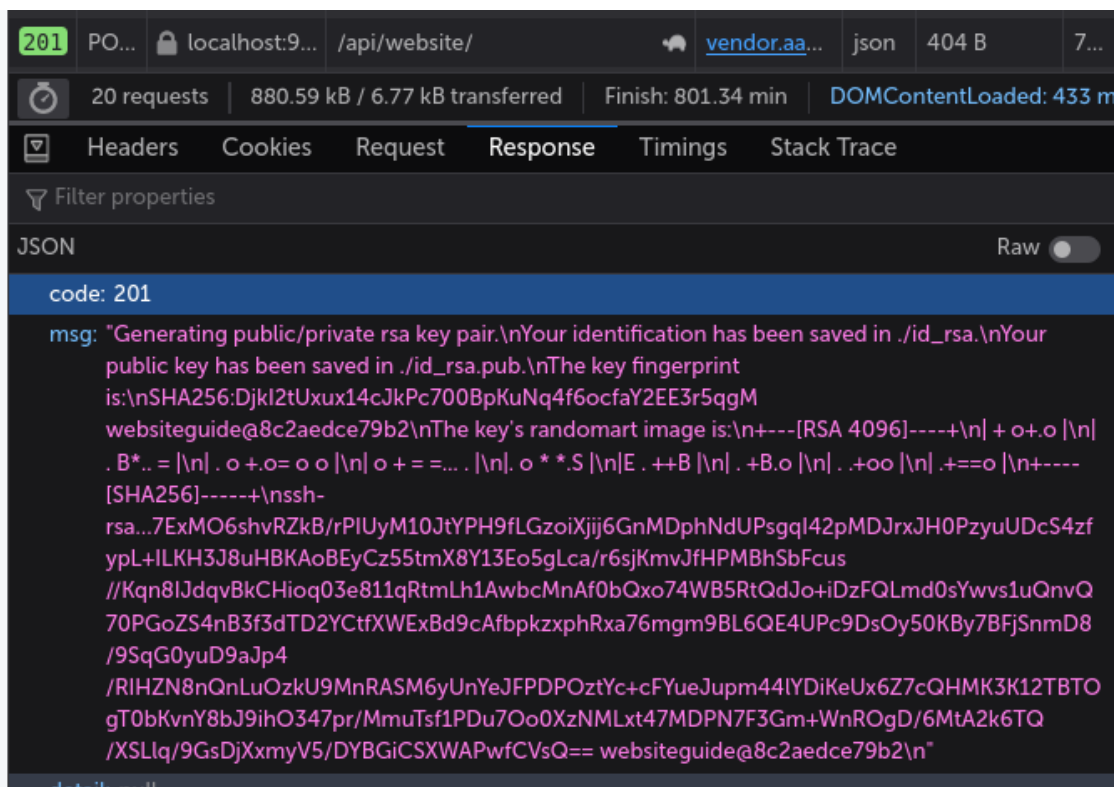 201 PO... localhost:9... /api/website/ vendor.aa... json 404 B 7...
20 requests 880.59 kB / 6.77 kB transferred Finish: 801.34 min DOMContentLoaded: 433 m
Headers Cookies Request Response Timings Stack Trace
Filter properties
JSON Raw
code: 201
msg: "Generating public/private rsa key pair.\nYour identification has been saved in ./id_rsa.\nYour
public key has been saved in ./id_rsa.pub.\nThe key fingerprint
is:\nSHA256:DjkI2tUxux14cJkPc700BpKuNq4f6ocfaY2EE3r5qgM
websiteguide@8c2aedce79b2\nThe key's randomart image is:\n+---[RSA 4096]----+\n| + o+.o |\n|
. B*.. = |\n| . o +.o= o o |\n| o + = =... . |\n|. o * *.S |\n|E . ++B |\n| . +B.o |\n| . .+oo |\n| .+==o |\n+----
[SHA256]-----+\nssh-
rsa...7ExMO6shvRZkB/rPIUyM10JtYPH9fLGzoiXjij6GnMDphNdUPsgqI42pMDJrxJH0PzyuUDcS4zf
ypL+ILKH3J8uHBKAoBEyCz55tmX8Y13Eo5gLca/r6sjKmvJfHPMBhSbFcus
//Kqn8IJdqvBkCHioq03e811qRtmLh1AwbcMnAf0bQxo74WB5RtQdJo+iDzFQLmd0sYwvs1uQnvQ
70PGoZS4nB3f3dTD2YCtfXWExBd9cAfbpkzxphRxa76mgm9BL6QE4UPc9DsOy50KBy7BFjSnmD8
/9SqG0yuD9aJp4
/RIHZN8nQnLuOzkU9MnRASM6yUnYeJFPDPOztYc+cFYueJupm44lYDiKeUx6Z7cQHMK3K12TBTO
gT0bKvnY8bJ9ihO347pr/MmuTsf1PDu7Oo0XzNMLxt47MDPN7F3Gm+WnROgD/6MtA2k6TQ
/XSLlq/9GsDjXxmyV5/DYBGiCSXWAPwfCVsQ== websiteguide@8c2aedce79b2\n"